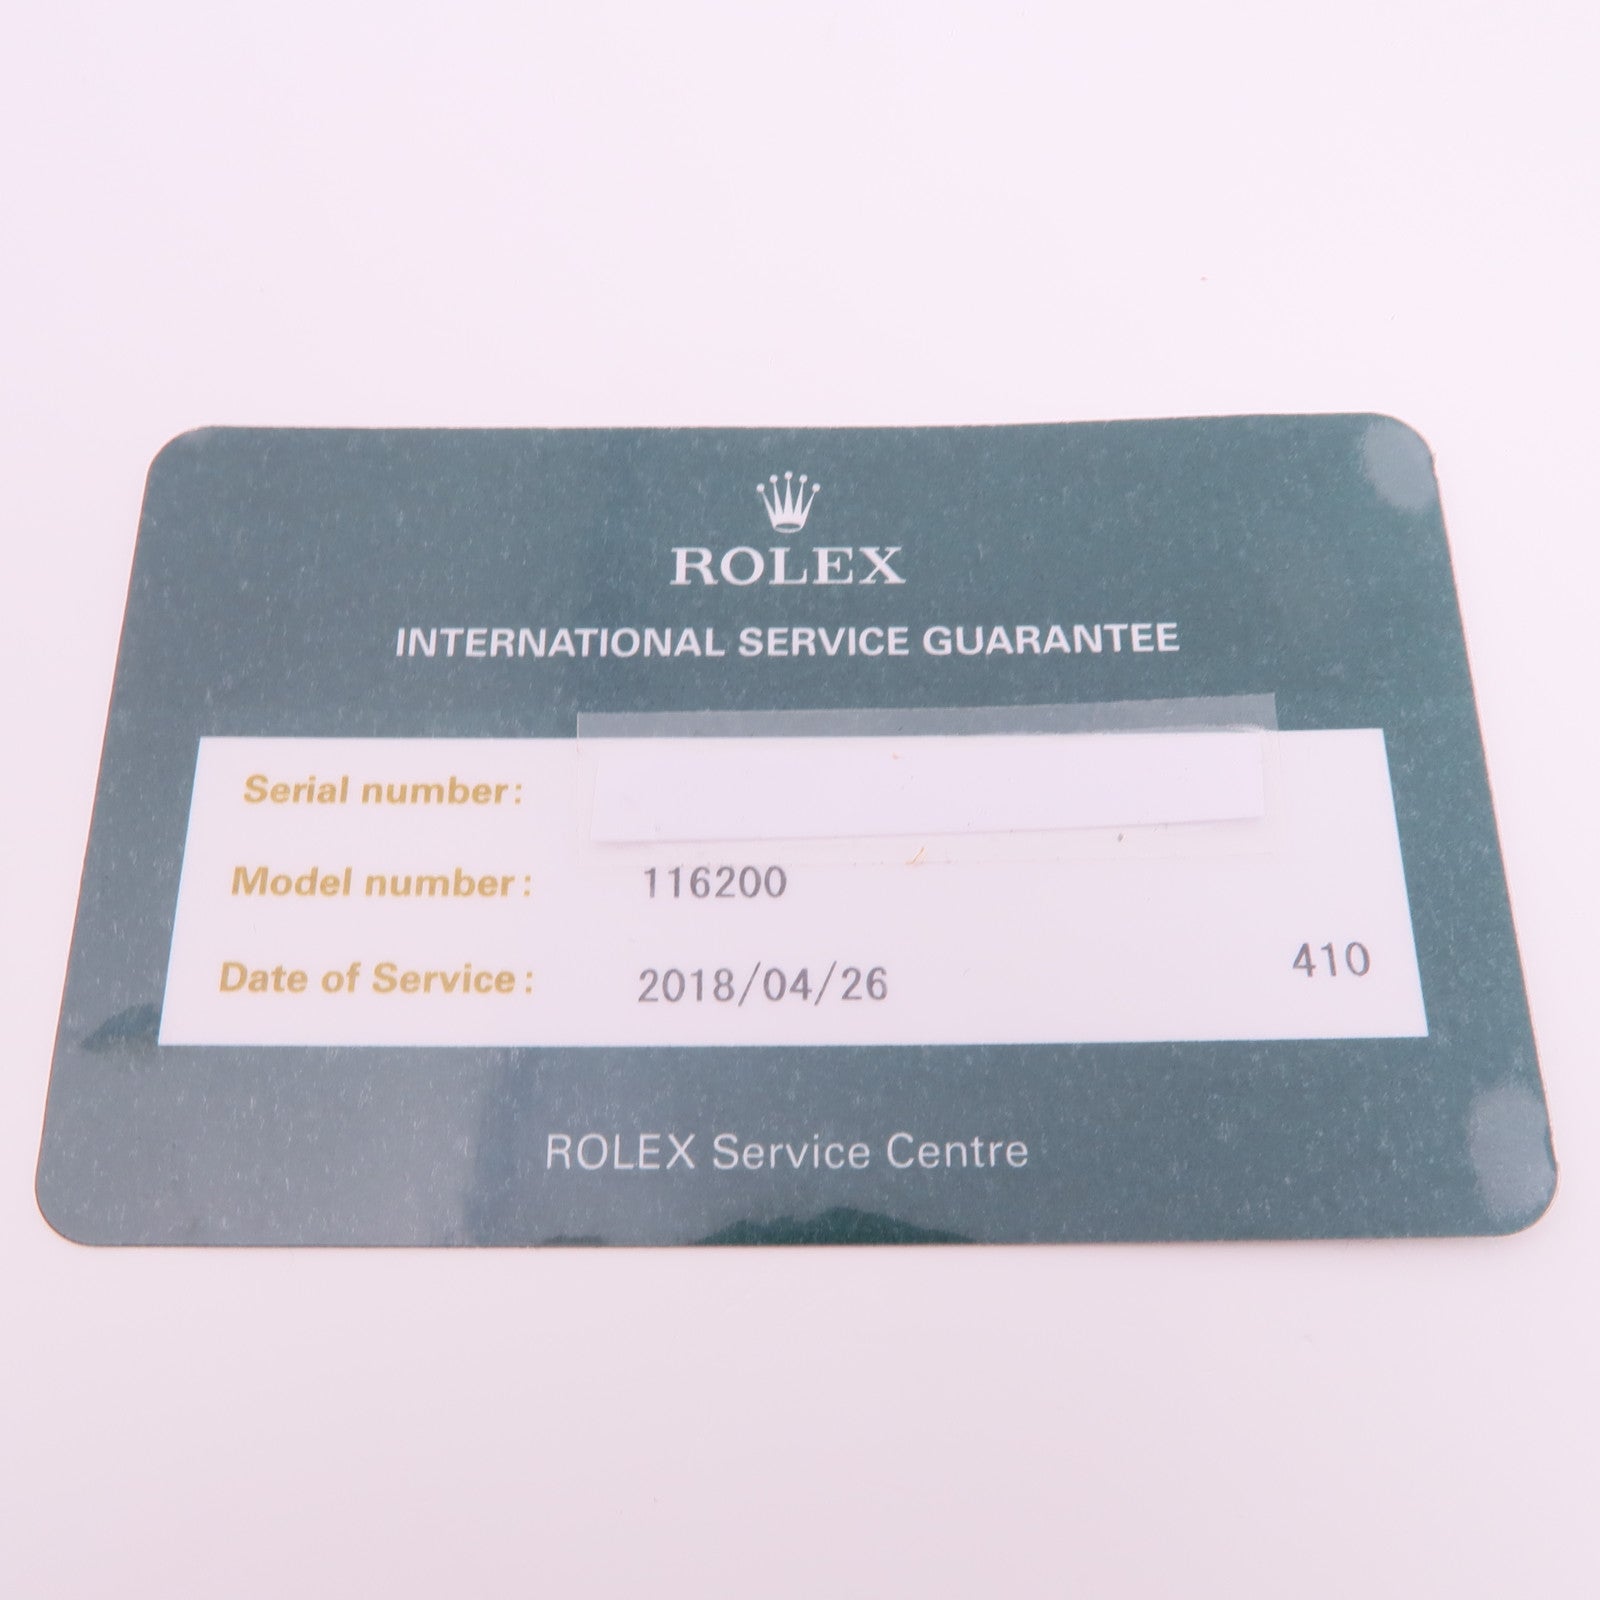 ROLEX
INTERNATIONAL SERVICE GUARANTEE
Serial number:
Model number: 116200
Date of Service: 2018/04/26 410
ROLEX Service Centre